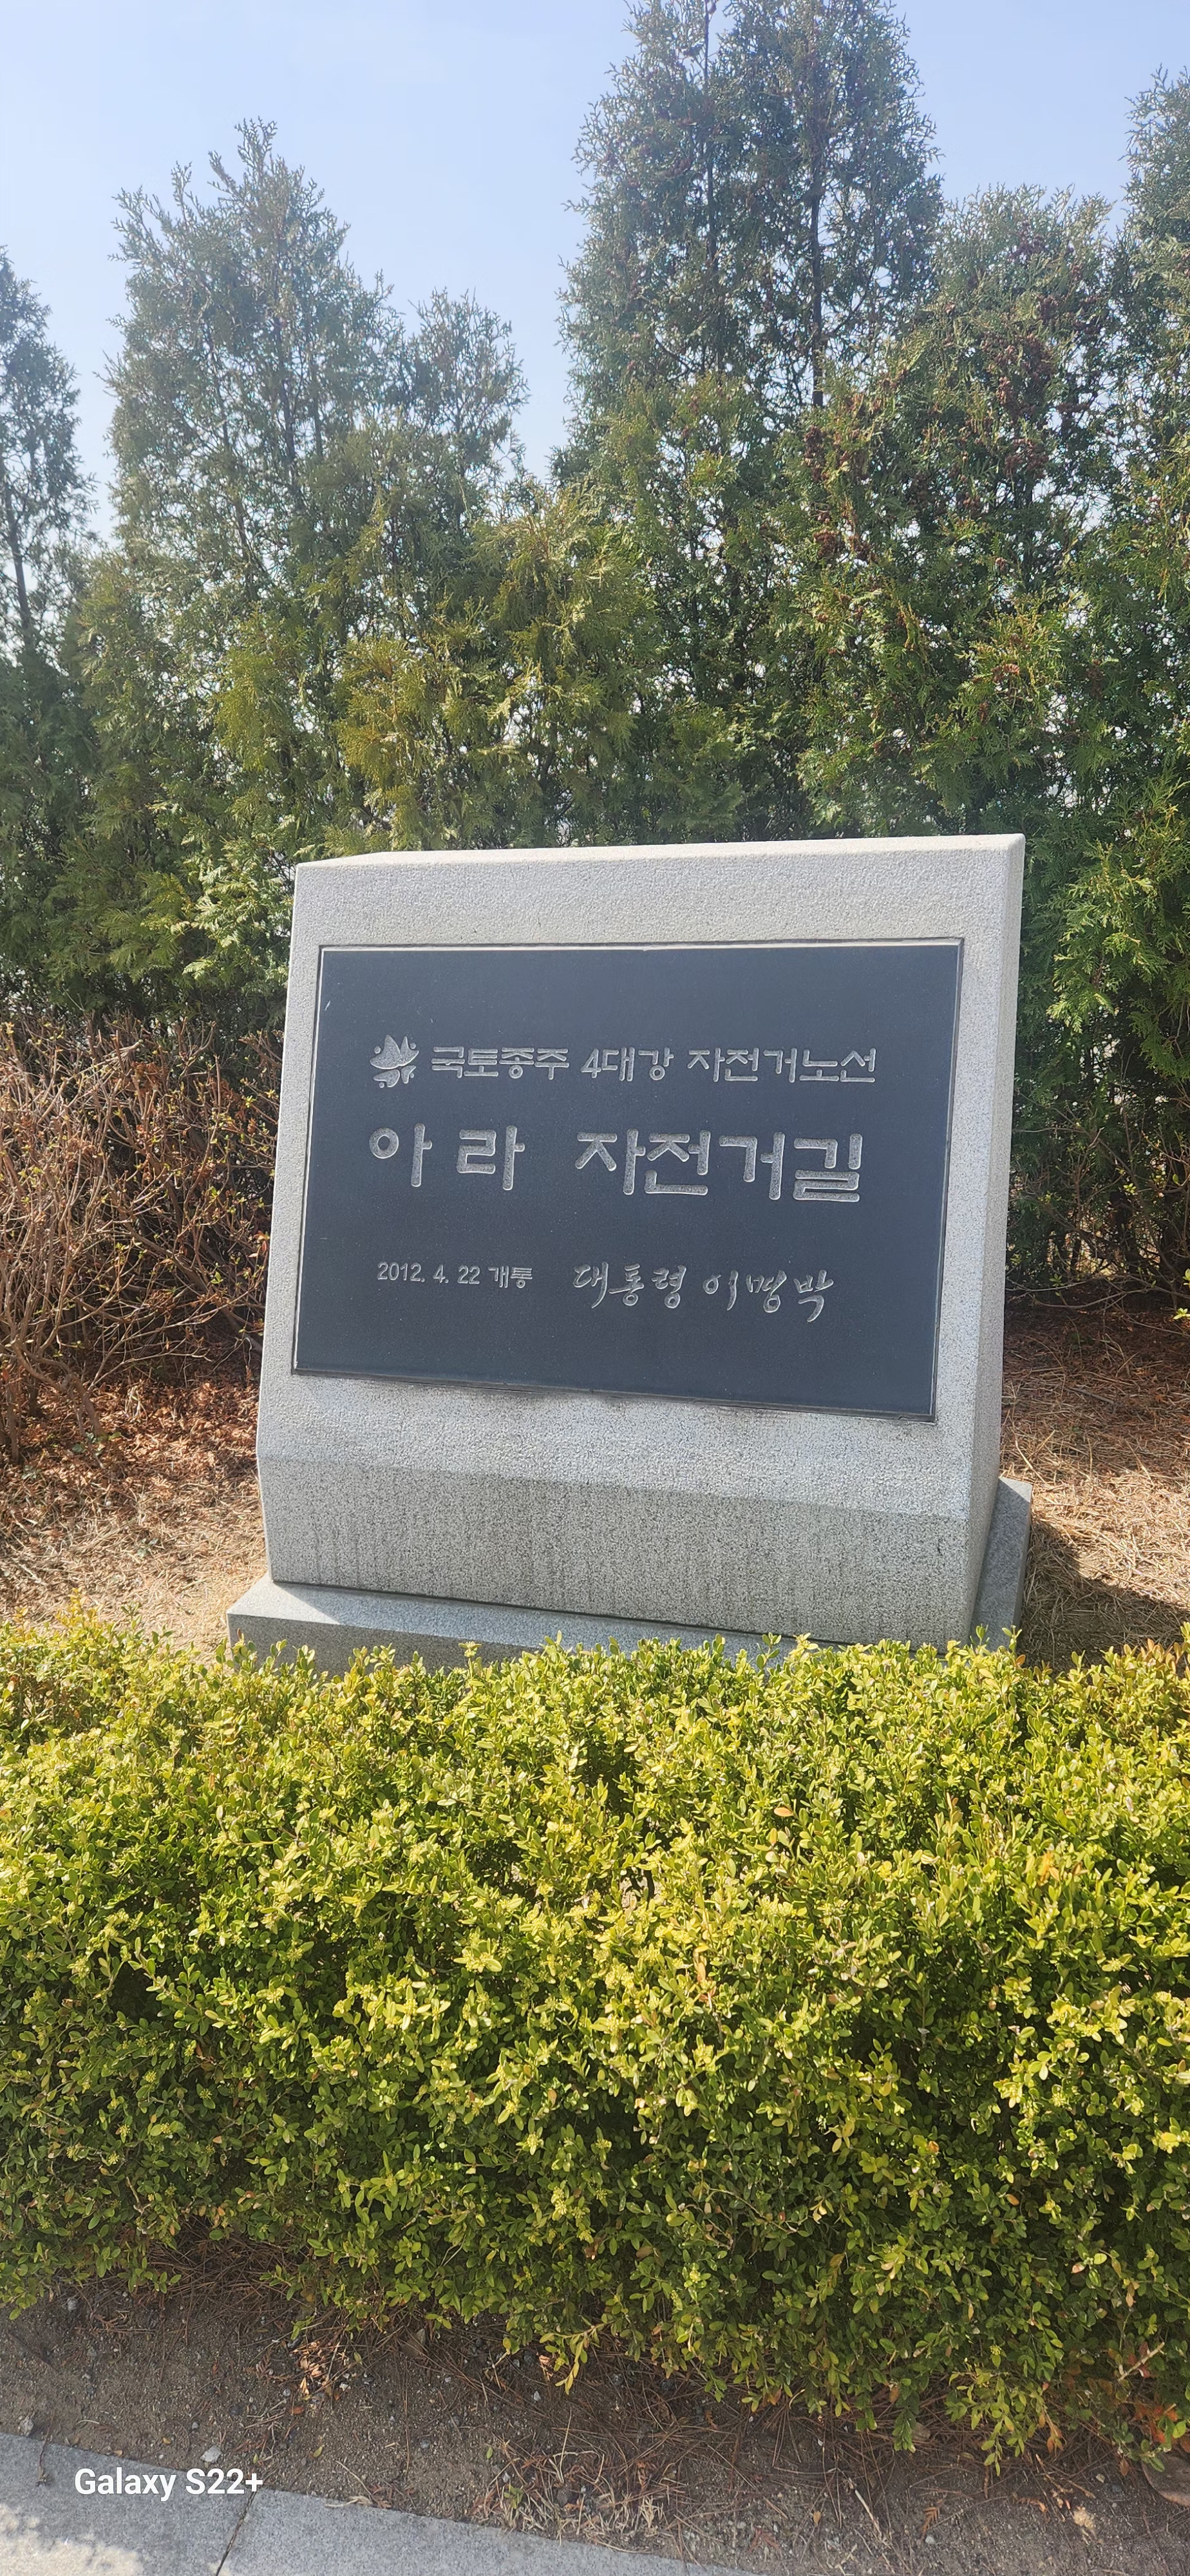 국토종주 4대강 자전거노선
아라 자전거길
2012. 4. 22 개통 대통령 이명박
Galaxy S22+